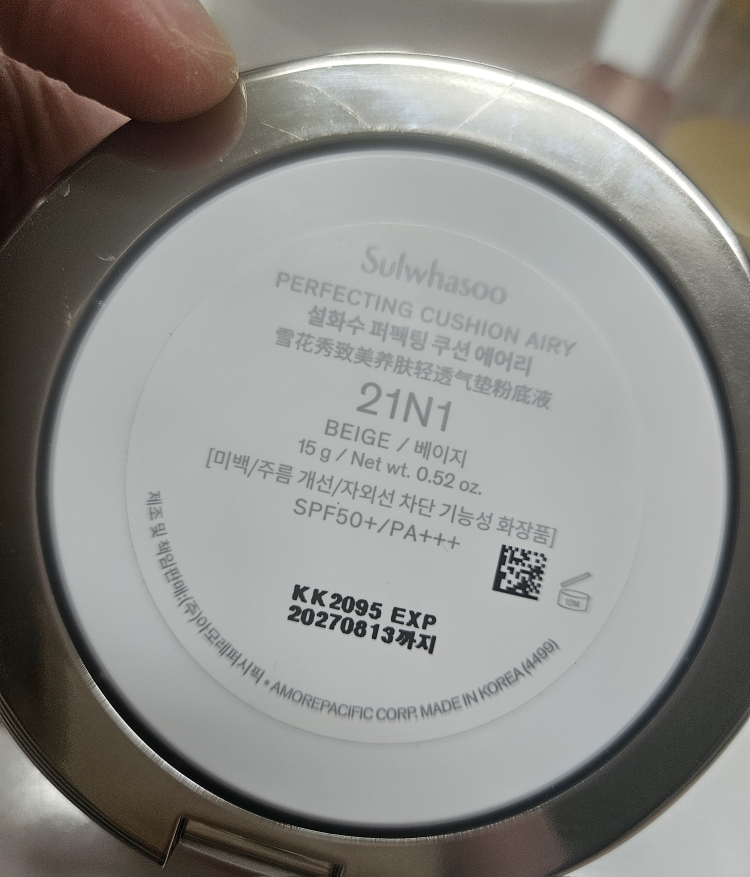 Sulwhasoo
PERFECTING CUSHION AIRY
설화수 퍼펙팅 쿠션 에어리
雪花秀致美养肤轻透气垫粉底液
21N1
BEIGE / 베이지
15 g / Net wt. 0.52 oz.
[미백/주름 개선/자외선 차단 기능성 화장품]
SPF50+/PA+++
12M
KK2095 EXP
20270813까지
제조 및 책임판매:(주)아모레퍼시픽 • AMOREPACIFIC CORP. MADE IN KOREA (4499)